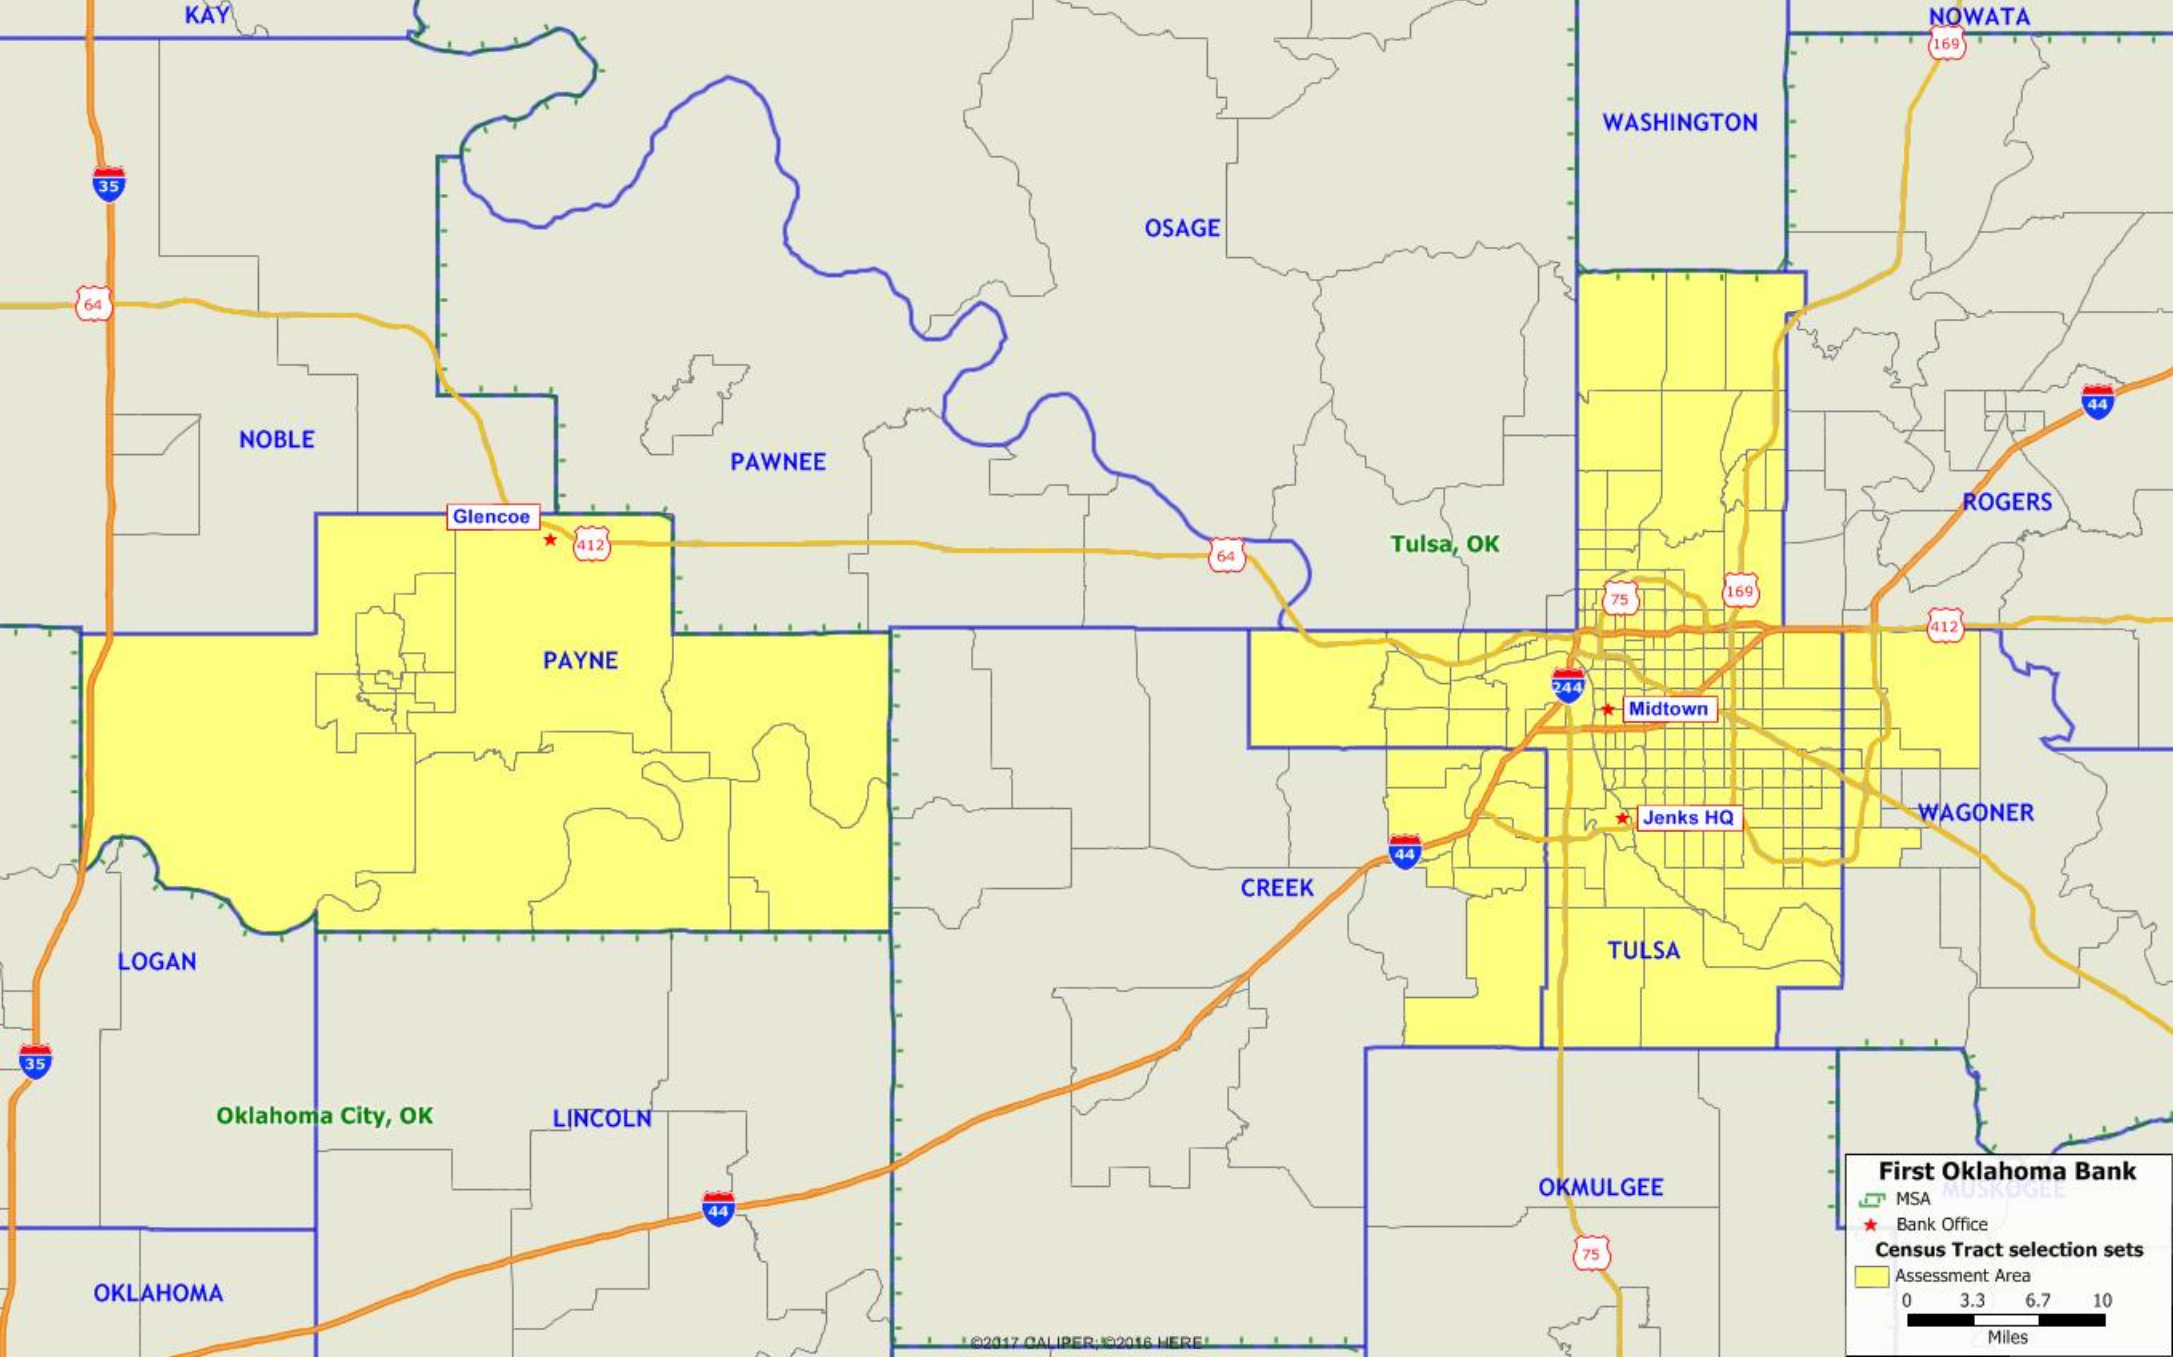 KAY
NOWATA
169
WASHINGTON
35
OSAGE
64
44
NOBLE
PAWNEE
ROGERS
Glencoe
412
64
Tulsa, OK
75
169
412
PAYNE
244
Midtown
Jenks HQ
WAGONER
44
CREEK
TULSA
LOGAN
35
Oklahoma City, OK
LINCOLN
OKMULGEE
44
75
OKLAHOMA
First Oklahoma Bank
MUSKOGEE
MSA
Bank Office
Census Tract selection sets
Assessment Area
0 3.3 6.7 10
Miles
©2017 CALIPER; ©2016 HERE